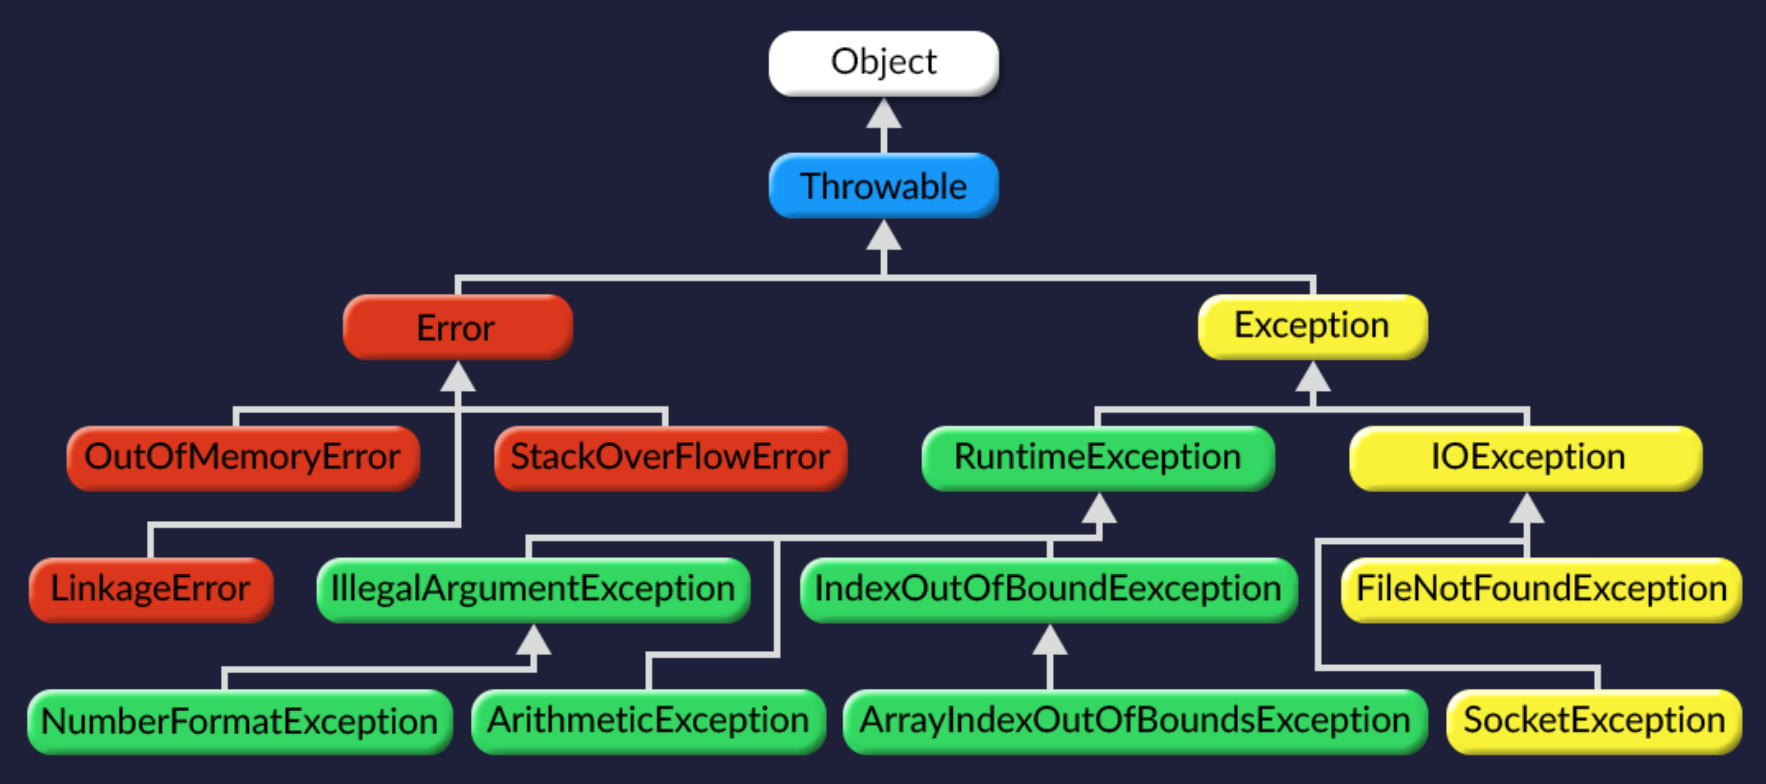 Object
Throwable
Error
Exception
OutOfMemoryError
StackOverFlowError
RuntimeException
IOException
LinkageError
IllegalArgumentException
IndexOutOfBoundEexception
FileNotFoundException
NumberFormatException
ArithmeticException
ArrayIndexOutOfBoundsException
SocketException